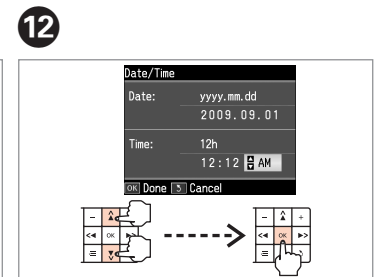 12
Date/Time
Date: yyyy.mm.dd
2009.09.01
Time: 12h
12:12 AM
OK Done Cancel
- +
OK
- +
OK